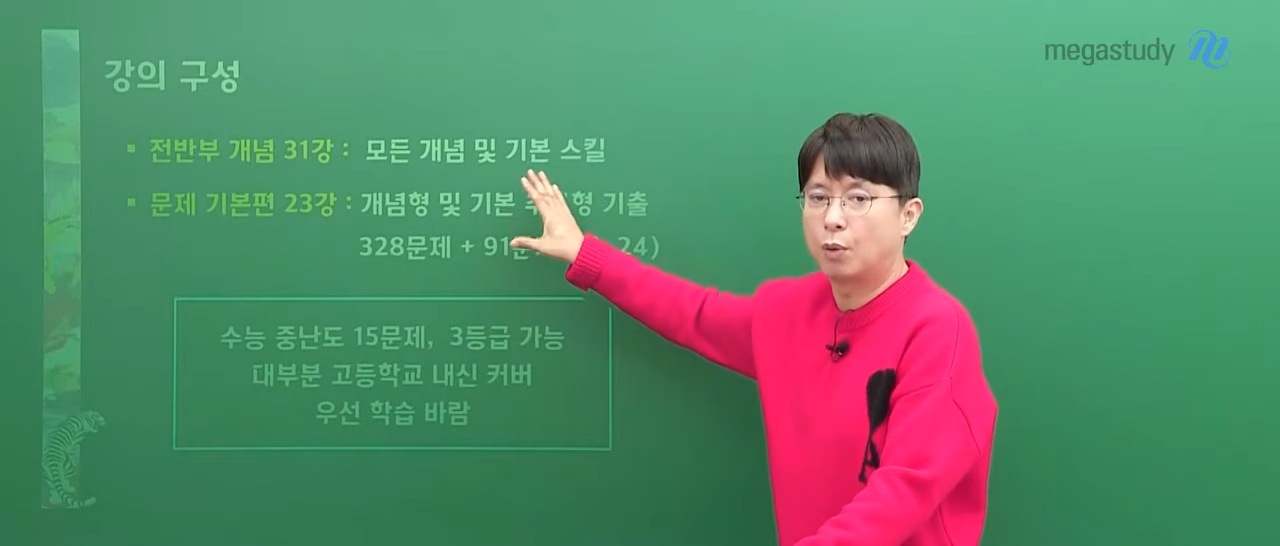 megastudy
강의 구성
▪ 전반부 개념 31강 : 모든 개념 및 기본 스킬
▪ 문제 기본편 23강 : 개념형 및 기본 기출
328문제 + 91 24)
수능 중난도 15문제, 3등급 가능
대부분 고등학교 내신 커버
우선 학습 바람